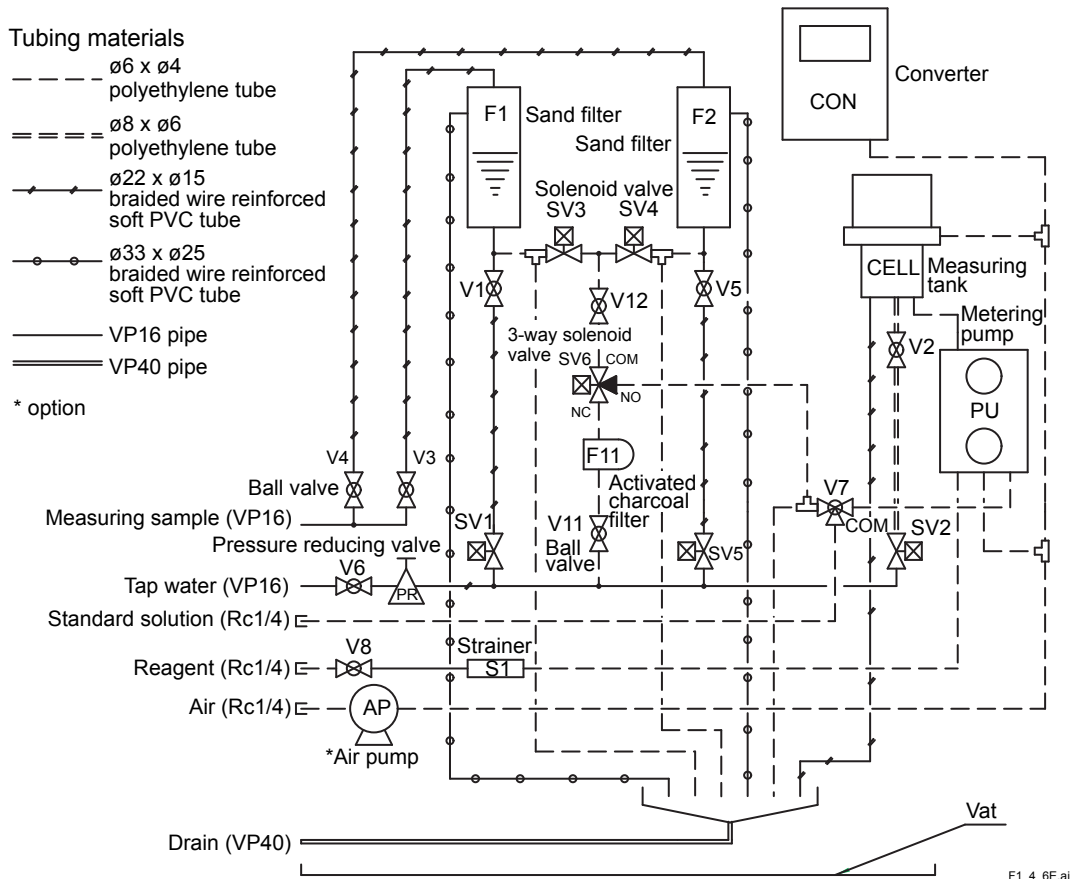 Tubing materials
ø6 x ø4
polyethylene tube
ø8 x ø6
polyethylene tube
ø22 x ø15
braided wire reinforced
soft PVC tube
ø33 x ø25
braided wire reinforced
soft PVC tube
VP16 pipe
VP40 pipe
* option
F1
Sand filter
F2
Sand filter
Solenoid valve
SV3
SV4
CON
Converter
CELL
Measuring
tank
Metering
pump
PU
V1
V12
V5
V2
3-way solenoid
valve
SV6
COM
NC
NO
F11
Activated
charcoal
filter
V11
Ball
valve
V4
V3
Ball valve
Measuring sample (VP16)
SV1
SV5
V7
COM
SV2
Pressure reducing valve
V6
Tap water (VP16)
PR
Standard solution (Rc1/4)
V8
Strainer
Reagent (Rc1/4)
S1
Air (Rc1/4)
AP
*Air pump
Drain (VP40)
Vat
F1_4_6E.ai